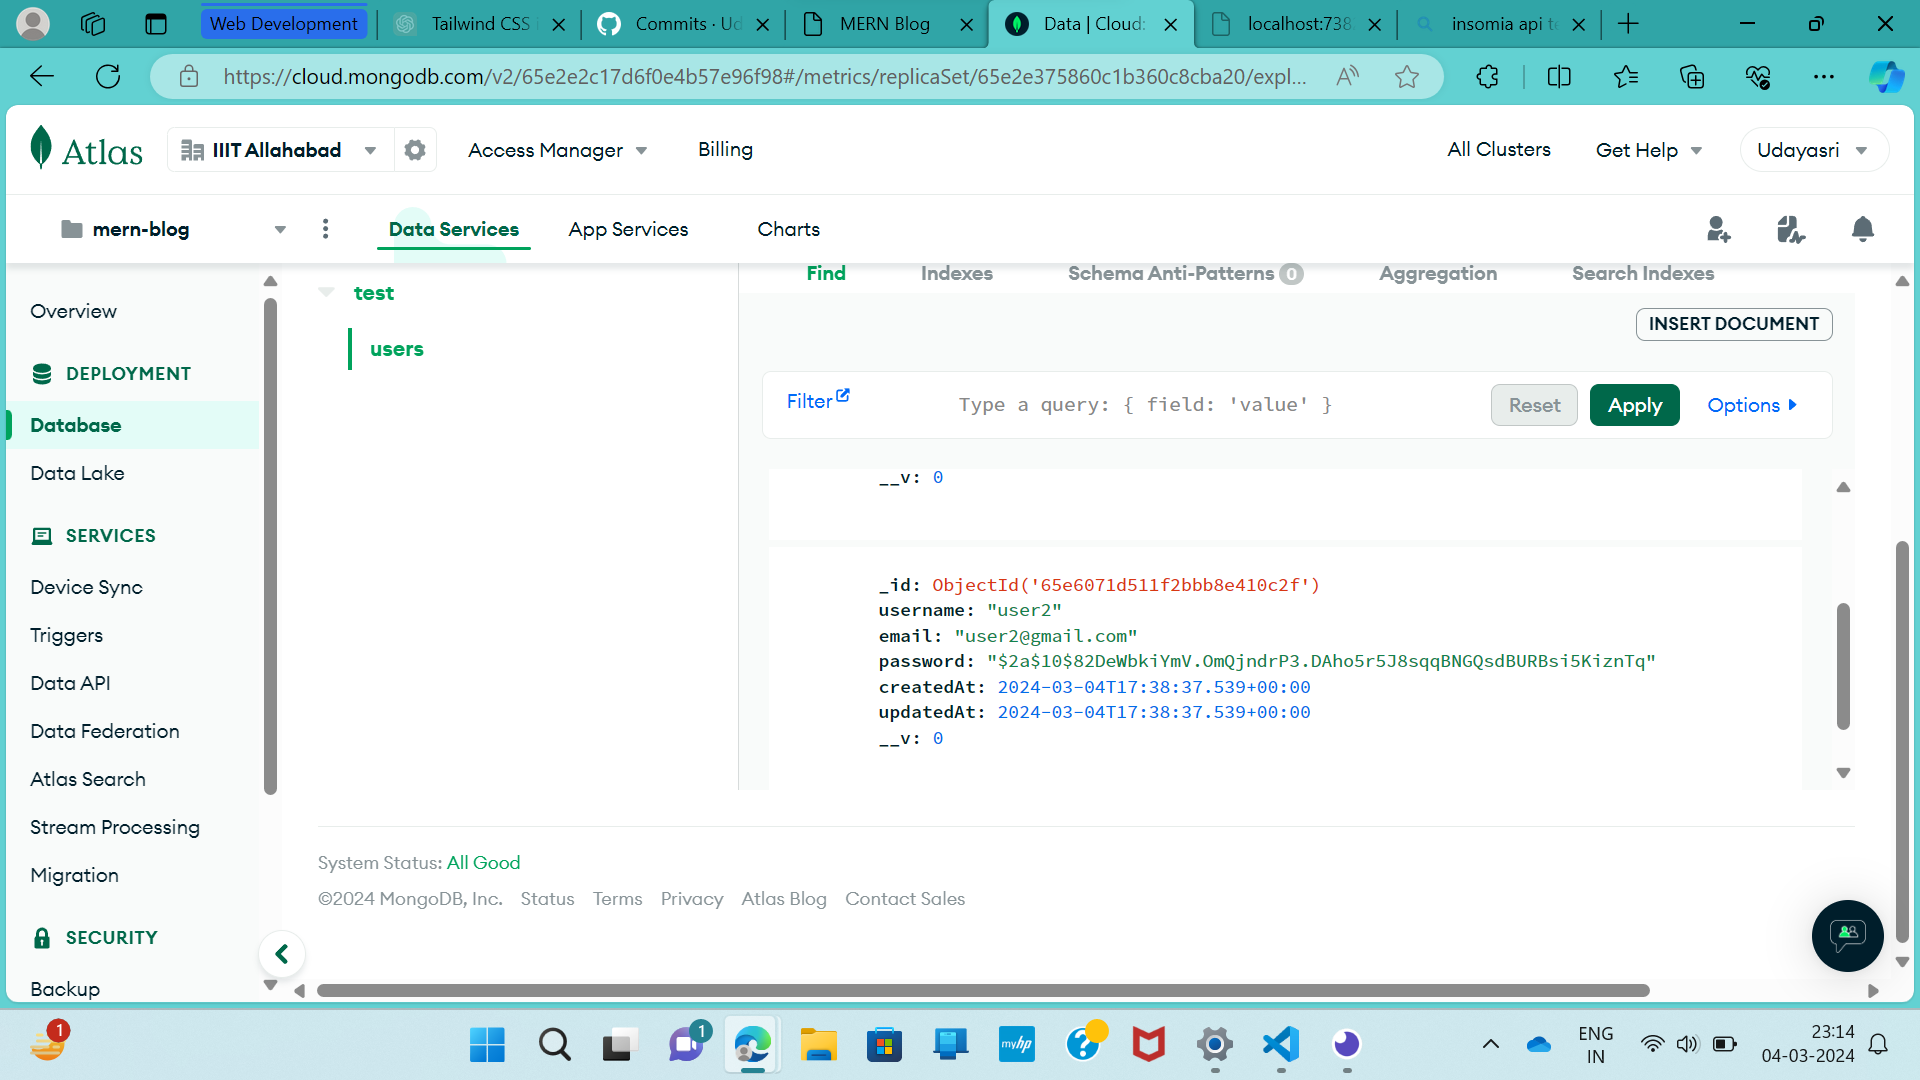 Web Development
Tailwind CSS
Commits · Ud
MERN Blog
Data | Cloud:
localhost:738
insomia api te
https://cloud.mongodb.com/v2/65e2e2c17d6f0e4b57e96f98#/metrics/replicaSet/65e2e375860c1b360c8cba20/expl...
Atlas
IIIT Allahabad
Access Manager
Billing
All Clusters
Get Help
Udayasri
mern-blog
Data Services
App Services
Charts
Overview
DEPLOYMENT
Database
Data Lake
SERVICES
Device Sync
Triggers
Data API
Data Federation
Atlas Search
Stream Processing
Migration
SECURITY
Backup
test
users
Find
Indexes
Schema Anti-Patterns 0
Aggregation
Search Indexes
INSERT DOCUMENT
Filter
Type a query: { field: 'value' }
Reset
Apply
Options
__v: 0
_id: ObjectId('65e6071d511f2bbb8e410c2f')
username: "user2"
email: "user2@gmail.com"
password: "$2a$10$82DeWbkiYmV.OmQjndrP3.DAho5r5J8sqqBNGQsdBURBsi5KiznTq"
createdAt: 2024-03-04T17:38:37.539+00:00
updatedAt: 2024-03-04T17:38:37.539+00:00
__v: 0
System Status: All Good
©2024 MongoDB, Inc.
Status
Terms
Privacy
Atlas Blog
Contact Sales
1
1
myhp
ENG
IN
23:14
04-03-2024